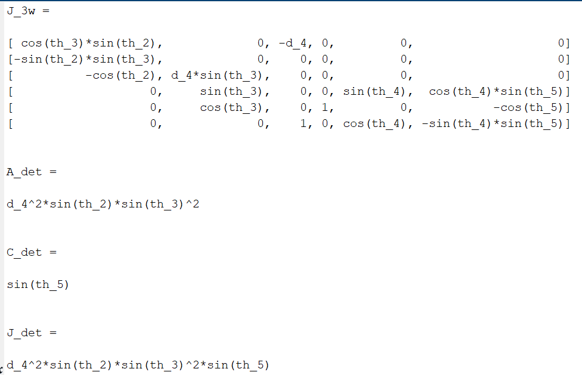 J_3w =
[ cos(th_3)*sin(th_2),             0, -d_4, 0,         0,                    0]
[-sin(th_2)*sin(th_3),             0,    0, 0,         0,                    0]
[          -cos(th_2), d_4*sin(th_3),    0, 0,         0,                    0]
[                   0,     sin(th_3),    0, 0, sin(th_4),  cos(th_4)*sin(th_5)]
[                   0,     cos(th_3),    0, 1,         0,           -cos(th_5)]
[                   0,             0,    1, 0, cos(th_4), -sin(th_4)*sin(th_5)]
A_det =
d_4^2*sin(th_2)*sin(th_3)^2
C_det =
sin(th_5)
J_det =
d_4^2*sin(th_2)*sin(th_3)^2*sin(th_5)